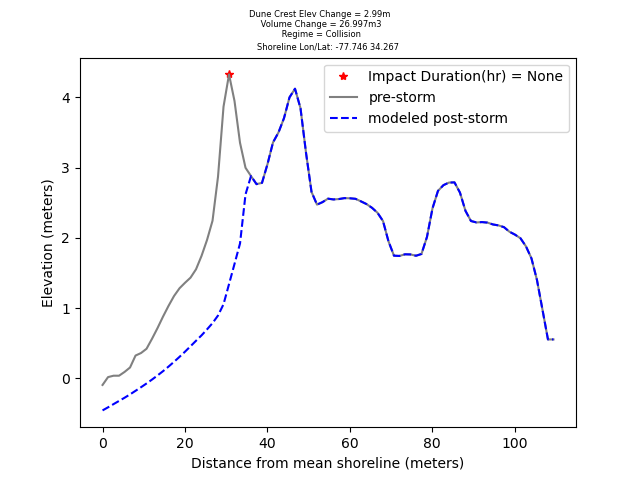 Dune Crest Elev Change = 2.99m
Volume Change = 26.997m3
Regime = Collision
Shoreline Lon/Lat: -77.746 34.267
Impact Duration(hr) = None
pre-storm
modeled post-storm
Elevation (meters)
4
3
2
1
0
0 20 40 60 80 100
Distance from mean shoreline (meters)